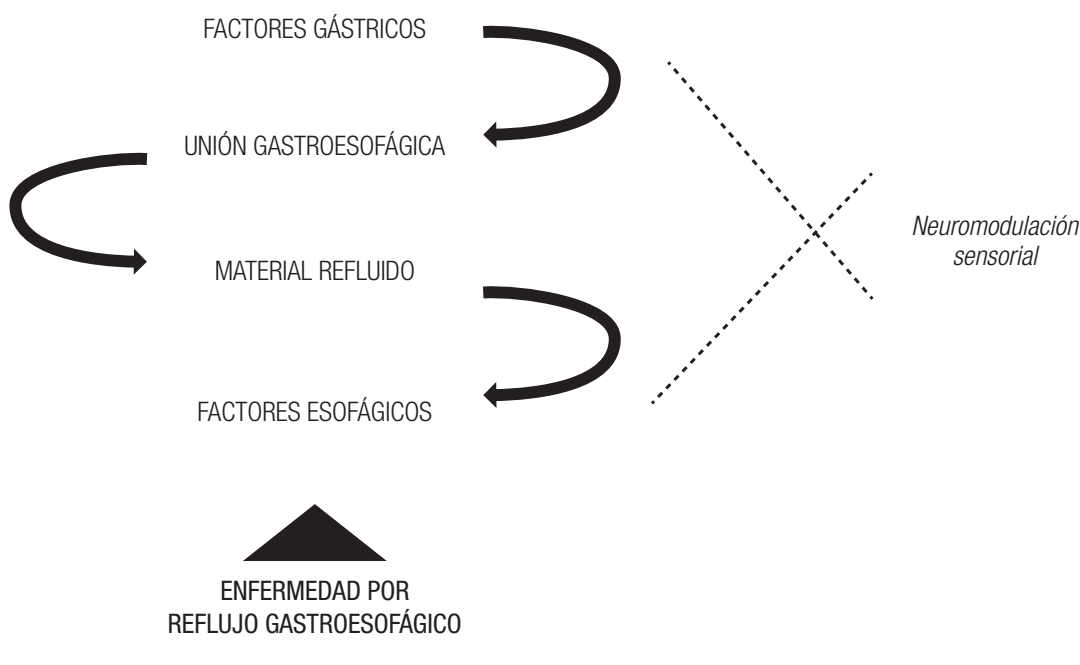 FACTORES GÁSTRICOS
UNIÓN GASTROESOFÁGICA
MATERIAL REFLUIDO
FACTORES ESOFÁGICOS
Neuromodulación
sensorial
ENFERMEDAD POR
REFLUJO GASTROESOFÁGICO